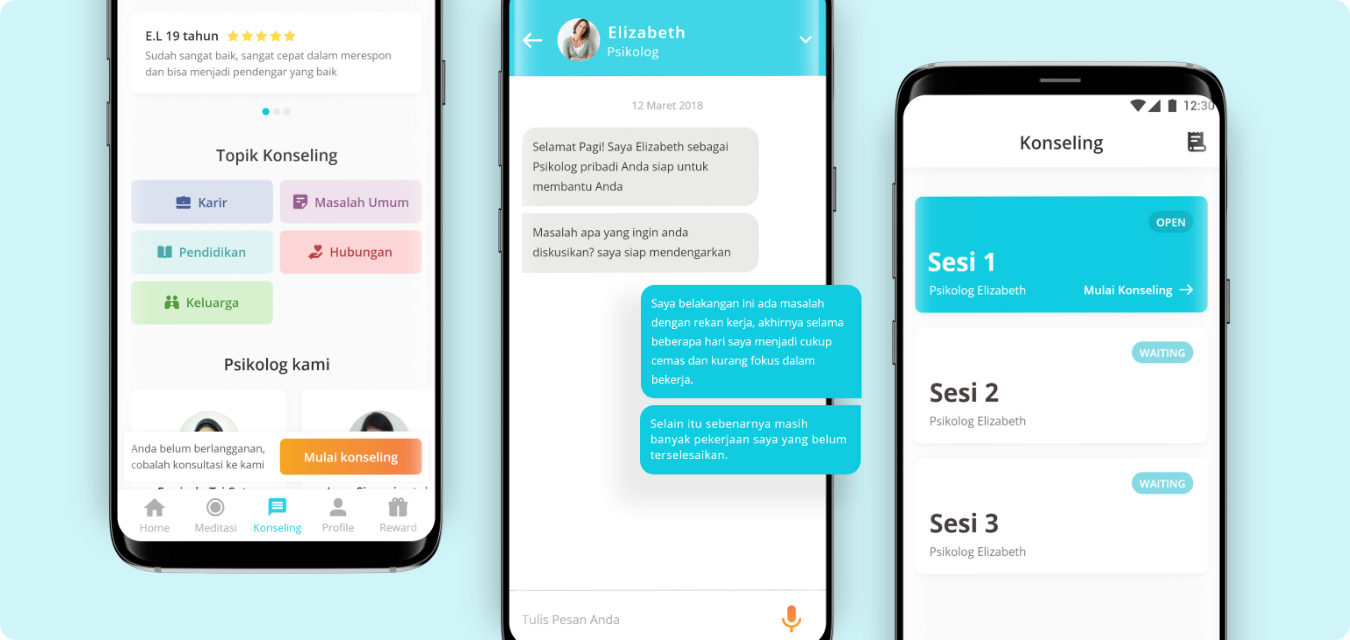 E.L 19 tahun
Sudah sangat baik, sangat cepat dalam merespon
dan bisa menjadi pendengar yang baik
Topik Konseling
Karir
Masalah Umum
Pendidikan
Hubungan
Keluarga
Psikolog kami
Anda belum berlangganan,
cobalah konsultasi ke kami
Mulai konseling
Home
Meditasi
Konseling
Profile
Reward
Elizabeth
Psikolog
12 Maret 2018
Selamat Pagi! Saya Elizabeth sebagai
Psikolog pribadi Anda siap untuk
membantu Anda
Masalah apa yang ingin anda
diskusikan? saya siap mendengarkan
Saya belakangan ini ada masalah
dengan rekan kerja, akhirnya selama
beberapa hari saya menjadi cukup
cemas dan kurang fokus dalam
bekerja.
Selain itu sebenarnya masih
banyak pekerjaan saya yang belum
terselesaikan.
Tulis Pesan Anda
12:30
Konseling
OPEN
Sesi 1
Psikolog Elizabeth
Mulai Konseling
WAITING
Sesi 2
Psikolog Elizabeth
WAITING
Sesi 3
Psikolog Elizabeth